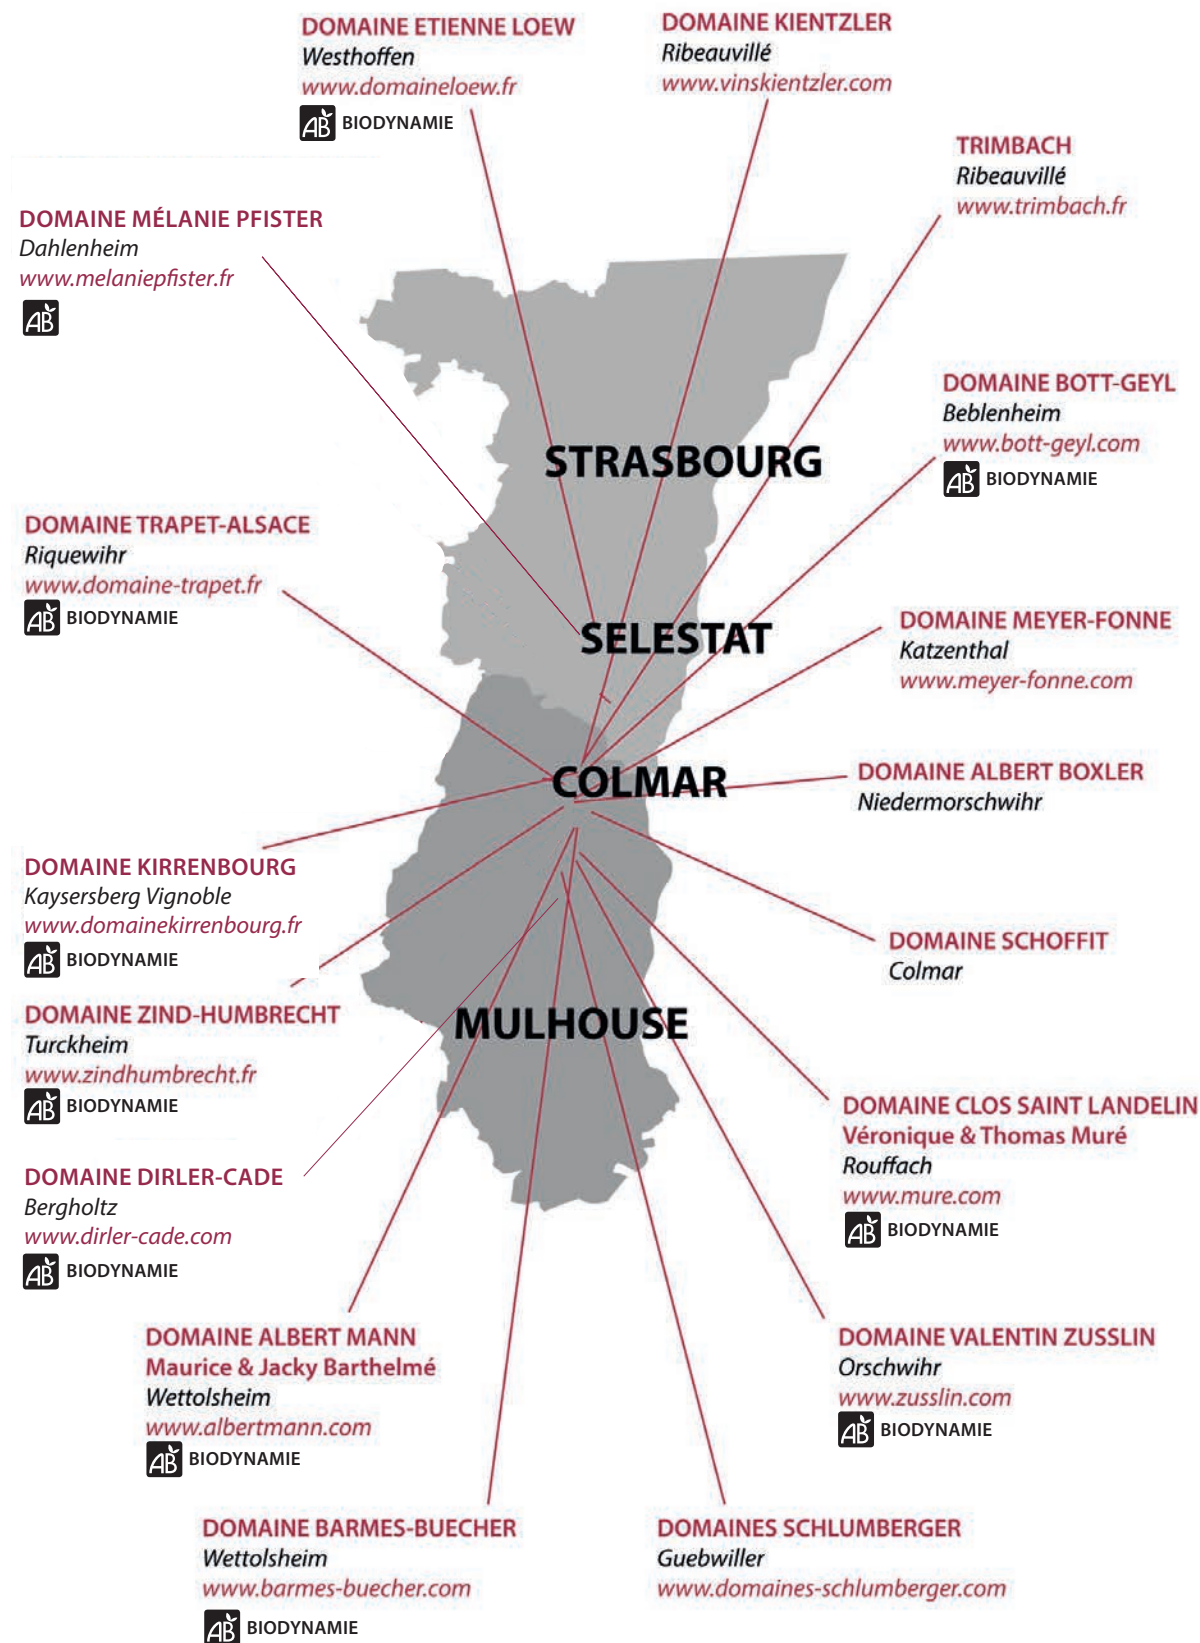 DOMAINE ETIENNE LOEW
Westhoffen
www.domaineloew.fr
AB BIODYNAMIE
DOMAINE KIENTZLER
Ribeauvillé
www.vinskientzler.com
TRIMBACH
Ribeauvillé
www.trimbach.fr
DOMAINE MÉLANIE PFISTER
Dahlenheim
www.melaniepfister.fr
AB
DOMAINE BOTT-GEYL
Beblenheim
www.bott-geyl.com
AB BIODYNAMIE
STRASBOURG
DOMAINE TRAPET-ALSACE
Riquewihr
www.domaine-trapet.fr
AB BIODYNAMIE
SELESTAT
DOMAINE MEYER-FONNE
Katzenthal
www.meyer-fonne.com
COLMAR
DOMAINE ALBERT BOXLER
Niedermorschwihr
DOMAINE KIRRENBOURG
Kaysersberg Vignoble
www.domainekirrenbourg.fr
AB BIODYNAMIE
DOMAINE SCHOFFIT
Colmar
DOMAINE ZIND-HUMBRECHT
Turckheim
www.zindhumbrecht.fr
AB BIODYNAMIE
MULHOUSE
DOMAINE CLOS SAINT LANDELIN
Véronique & Thomas Muré
Rouffach
www.mure.com
AB BIODYNAMIE
DOMAINE DIRLER-CADE
Bergholtz
www.dirler-cade.com
AB BIODYNAMIE
DOMAINE ALBERT MANN
Maurice & Jacky Barthelmé
Wettolsheim
www.albertmann.com
AB BIODYNAMIE
DOMAINE VALENTIN ZUSSLIN
Orschwihr
www.zusslin.com
AB BIODYNAMIE
DOMAINE BARMES-BUECHER
Wettolsheim
www.barmes-buecher.com
AB BIODYNAMIE
DOMAINES SCHLUMBERGER
Guebwiller
www.domaines-schlumberger.com